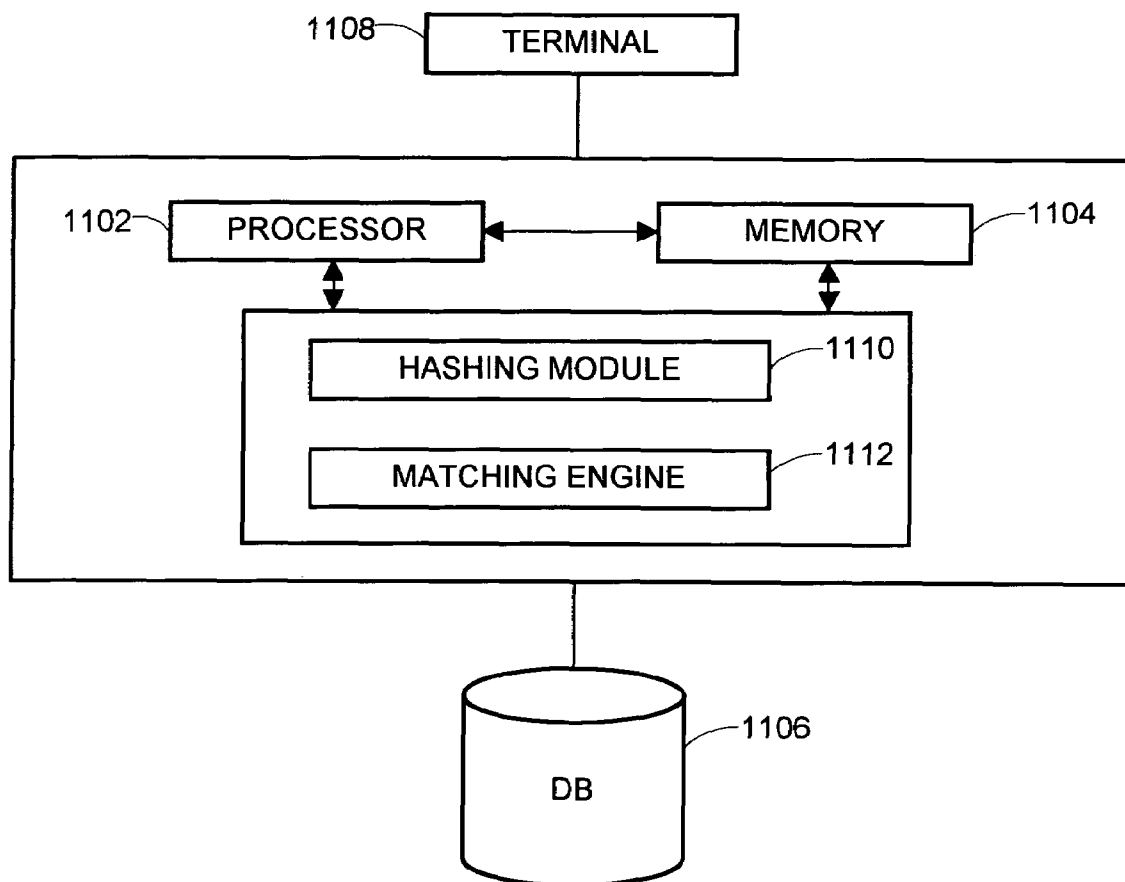 1108
TERMINAL
1102
PROCESSOR
MEMORY
1104
HASHING MODULE
1110
MATCHING ENGINE
1112
1106
DB